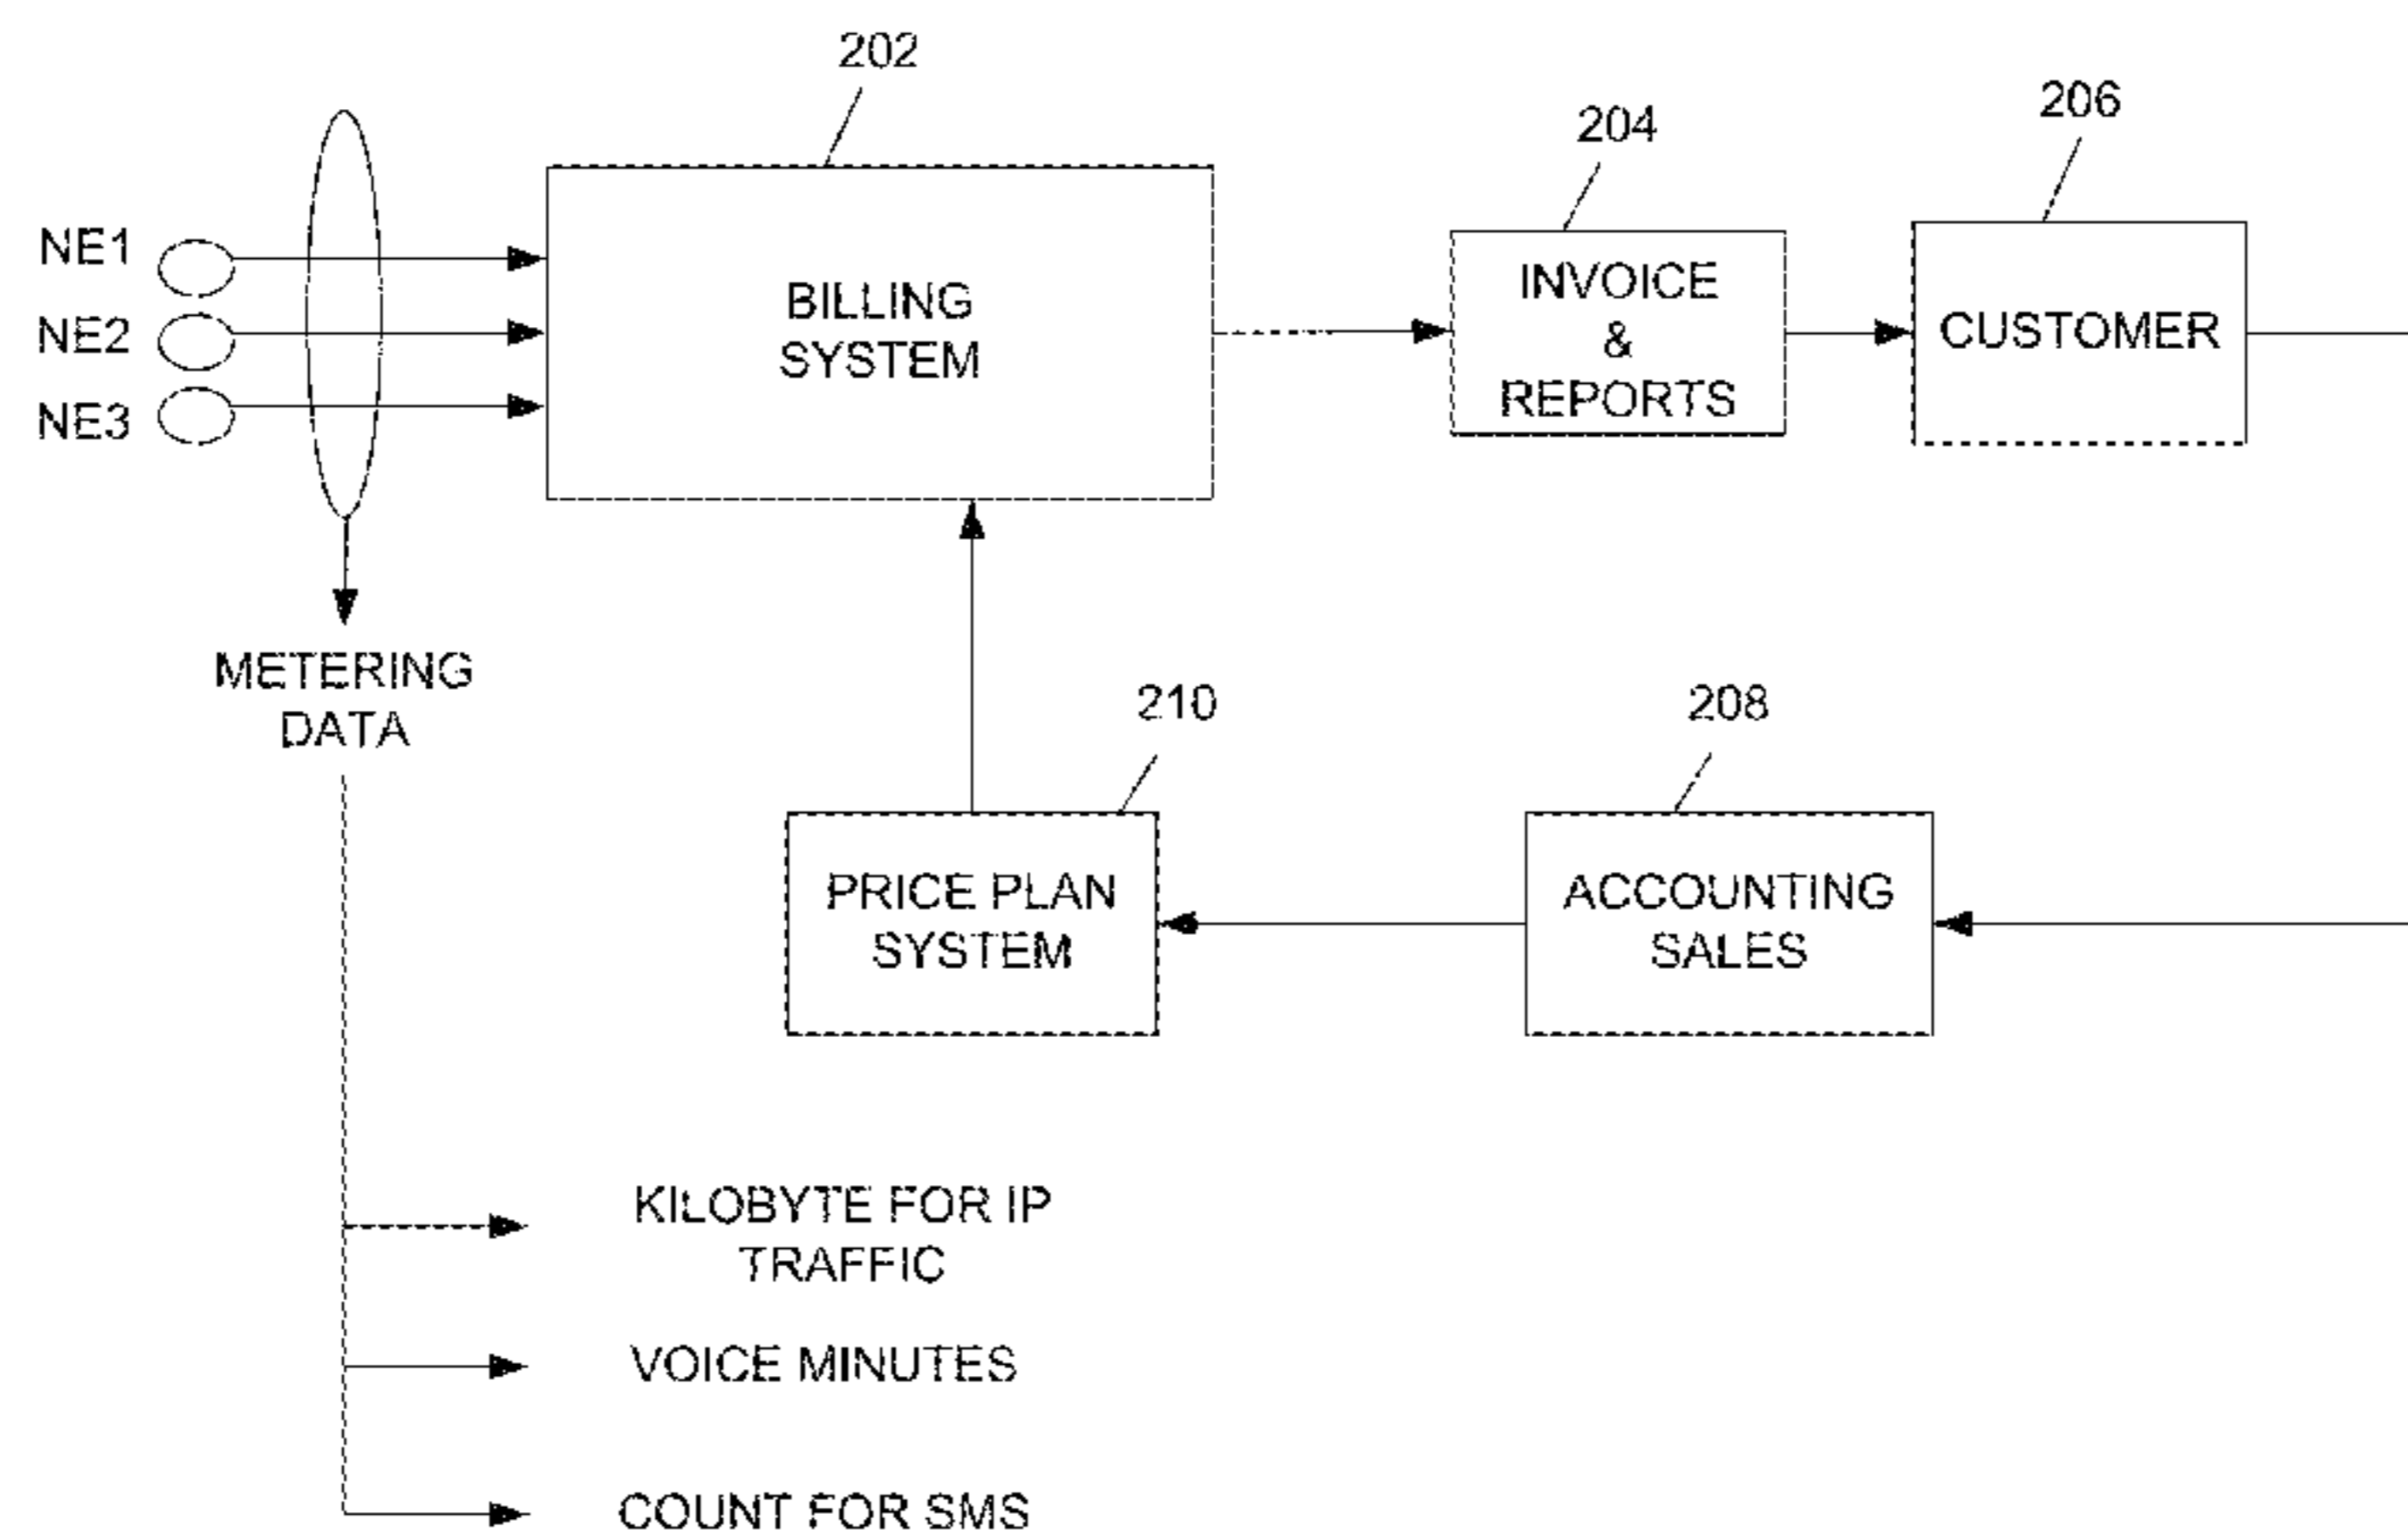 202
204
206
NE1
NE2
NE3
BILLING
SYSTEM
INVOICE
&
REPORTS
CUSTOMER
METERING
DATA
210
208
PRICE PLAN
SYSTEM
ACCOUNTING
SALES
KILOBYTE FOR IP
TRAFFIC
VOICE MINUTES
COUNT FOR SMS